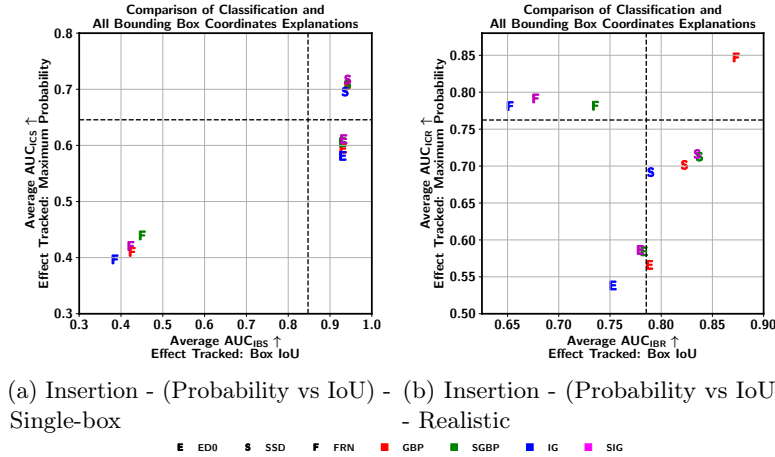 Comparison of Classification and
All Bounding Box Coordinates Explanations
0.8
0.7
0.6
0.5
0.4
0.3
Average AUC_ICS ↑
Effect Tracked: Maximum Probability
S
S
S
E
E
E
E
F
F
F
F
0.3 0.4 0.5 0.6 0.7 0.8 0.9 1.0
Average AUC_IBS ↑
Effect Tracked: Box IoU
Comparison of Classification and
All Bounding Box Coordinates Explanations
0.85
0.80
0.75
0.70
0.65
0.60
0.55
0.50
Average AUC_ICR ↑
Effect Tracked: Maximum Probability
F
F
F
F
S
S
S
S
E
E
E
E
0.65 0.70 0.75 0.80 0.85 0.90
Average AUC_IBR ↑
Effect Tracked: Box IoU
(a) Insertion - (Probability vs IoU) -
Single-box
(b) Insertion - (Probability vs IoU
- Realistic
E ED0 S SSD F FRN GBP SGBP IG SIG